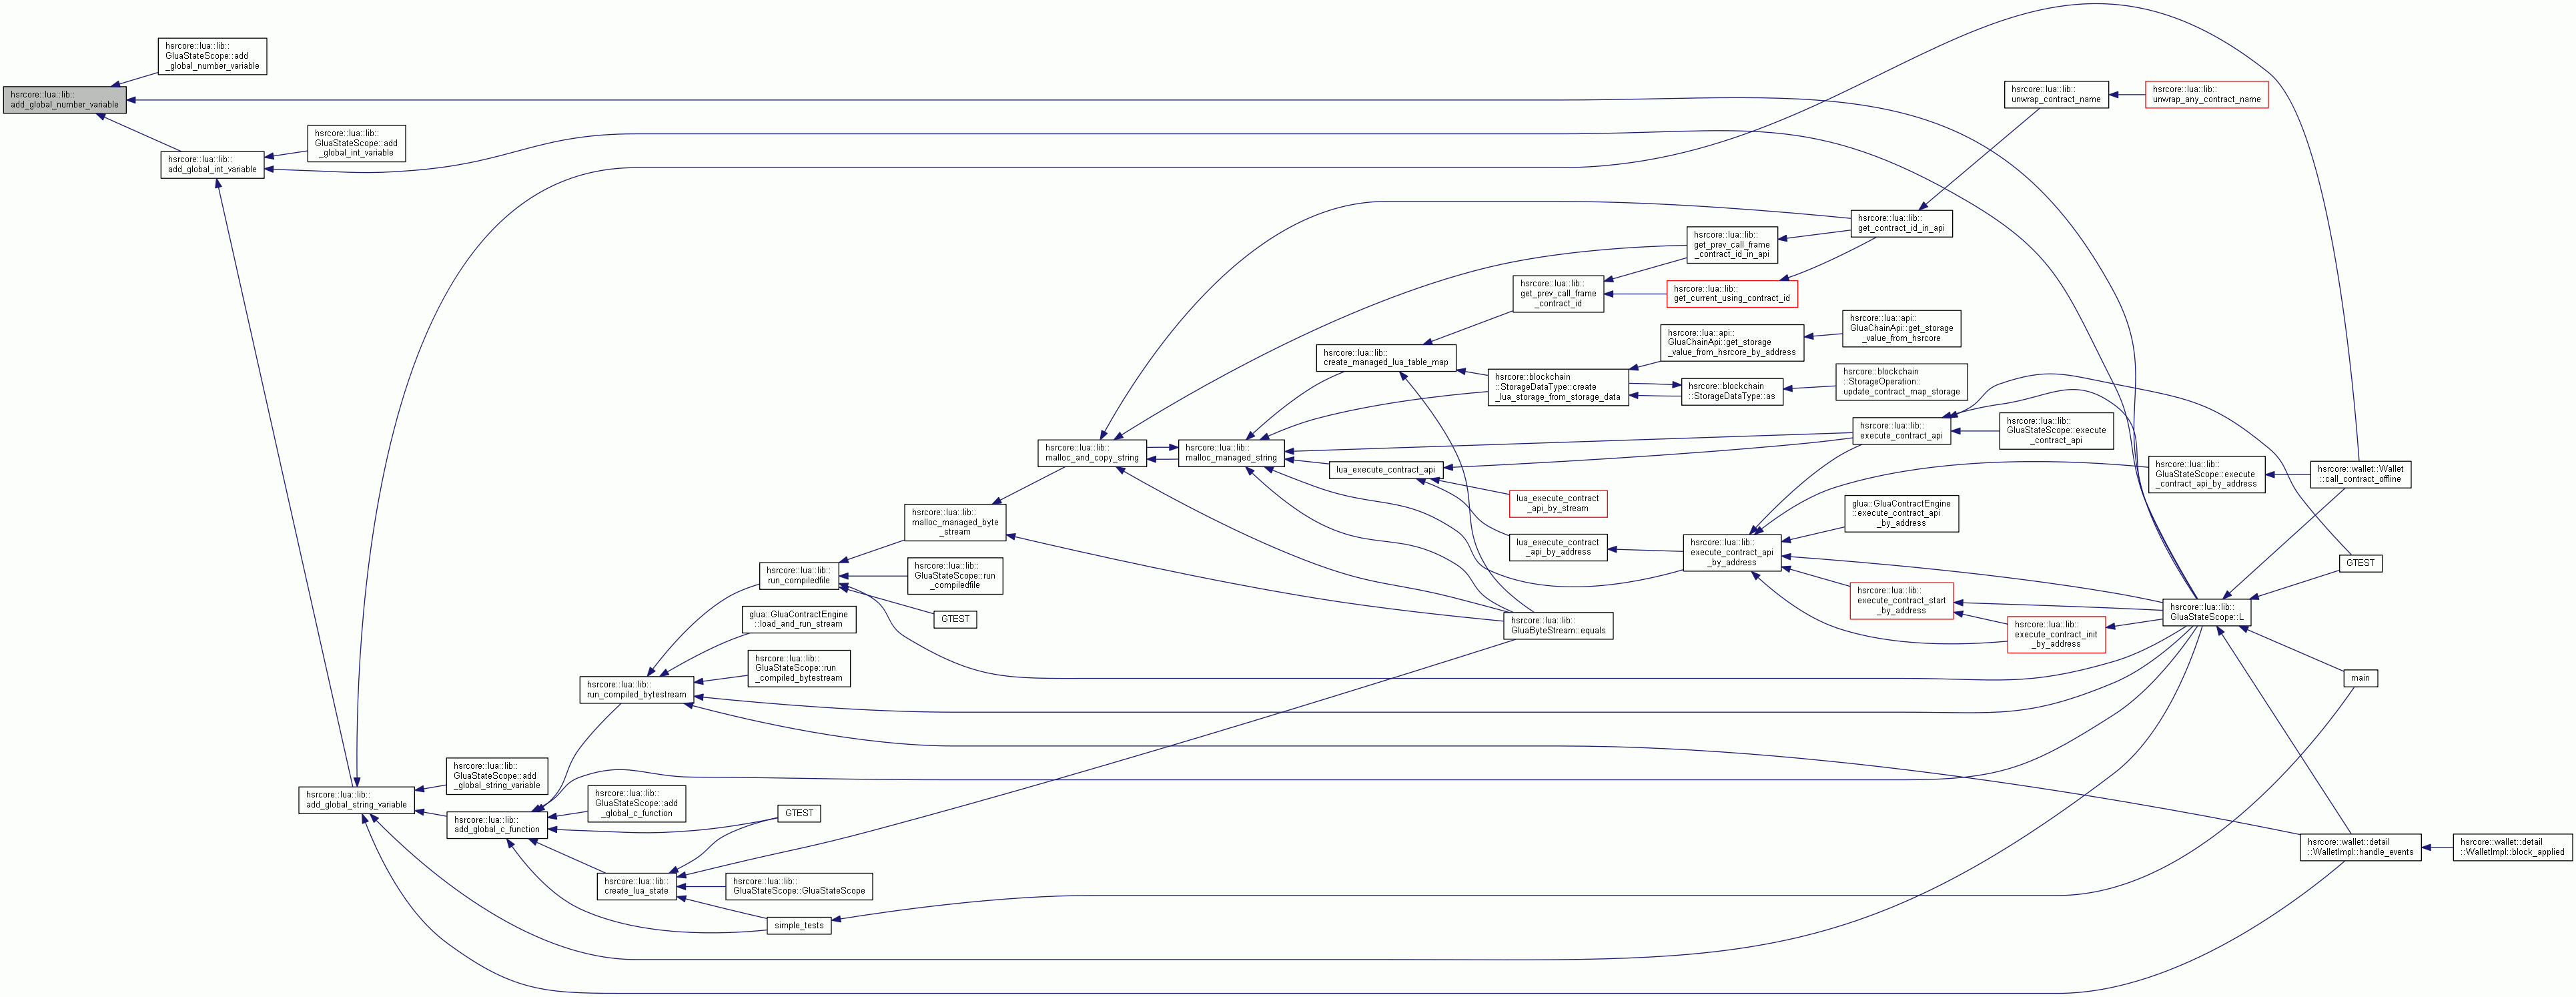 hsrcore::lua::lib::
add_global_number_variable
hsrcore::lua::lib::
GluaStateScope::add
_global_number_variable
hsrcore::lua::lib::
add_global_int_variable
hsrcore::lua::lib::
GluaStateScope::add
_global_int_variable
hsrcore::lua::lib::
add_global_string_variable
hsrcore::lua::lib::
GluaStateScope::add
_global_string_variable
hsrcore::lua::lib::
add_global_c_function
hsrcore::lua::lib::
GluaStateScope::add
_global_c_function
hsrcore::lua::lib::
create_lua_state
GTEST
hsrcore::lua::lib::
GluaStateScope::GluaStateScope
simple_tests
hsrcore::lua::lib::
run_compiled_bytestream
glua::GluaContractEngine
::load_and_run_stream
hsrcore::lua::lib::
GluaStateScope::run
_compiled_bytestream
hsrcore::lua::lib::
run_compiledfile
hsrcore::lua::lib::
GluaStateScope::run
_compiledfile
GTEST
hsrcore::lua::lib::
malloc_managed_byte
_stream
hsrcore::lua::lib::
malloc_and_copy_string
hsrcore::lua::lib::
malloc_managed_string
hsrcore::lua::lib::
create_managed_lua_table_map
lua_execute_contract_api
hsrcore::lua::lib::
get_prev_call_frame
_contract_id
hsrcore::blockchain
::StorageDataType::create
_lua_storage_from_storage_data
lua_execute_contract
_api_by_stream
lua_execute_contract
_api_by_address
hsrcore::lua::lib::
GluaByteStream::equals
hsrcore::lua::lib::
get_prev_call_frame
_contract_id_in_api
hsrcore::lua::lib::
get_current_using_contract_id
hsrcore::lua::api::
GluaChainApi::get_storage
_value_from_hsrcore_by_address
hsrcore::blockchain
::StorageDataType::as
hsrcore::lua::lib::
execute_contract_api
_by_address
hsrcore::lua::lib::
get_contract_id_in_api
hsrcore::lua::api::
GluaChainApi::get_storage
_value_from_hsrcore
hsrcore::blockchain
::StorageOperation::
update_contract_map_storage
hsrcore::lua::lib::
execute_contract_api
glua::GluaContractEngine
::execute_contract_api
_by_address
hsrcore::lua::lib::
execute_contract_start
_by_address
hsrcore::lua::lib::
unwrap_contract_name
hsrcore::lua::lib::
unwrap_any_contract_name
hsrcore::lua::lib::
GluaStateScope::execute
_contract_api
hsrcore::lua::lib::
execute_contract_init
_by_address
hsrcore::lua::lib::
GluaStateScope::execute
_contract_api_by_address
hsrcore::lua::lib::
GluaStateScope::L
hsrcore::wallet::Wallet
::call_contract_offline
GTEST
main
hsrcore::wallet::detail
::WalletImpl::handle_events
hsrcore::wallet::detail
::WalletImpl::block_applied